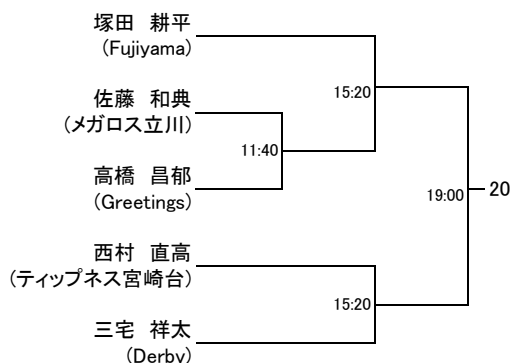 塚田 耕平
(Fujiyama)
15:20
佐藤 和典
(メガロス立川)
11:40
高橋 昌郁
(Greetings)
19:00
20
西村 直高
(ティップネス宮崎台)
15:20
三宅 祥太
(Derby)